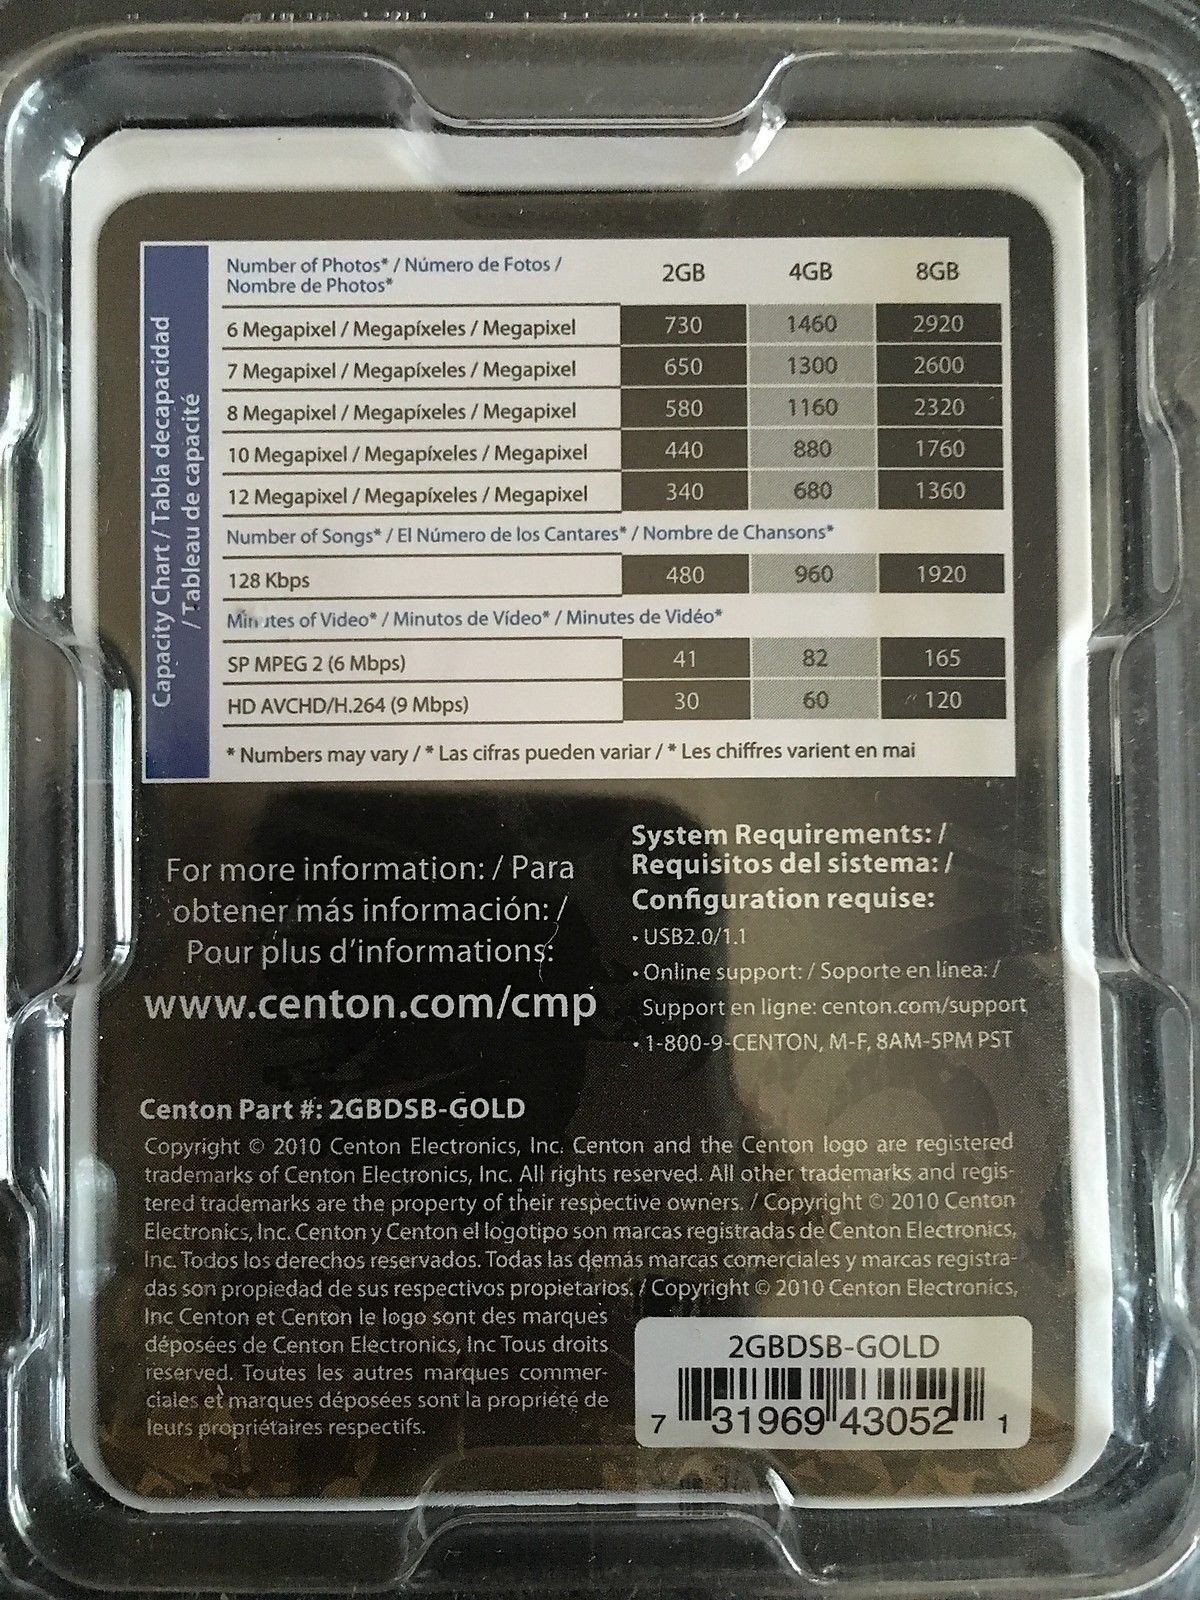 Capacity Chart / Tabla decapacidad
/ Tableau de capacité
Number of Photos* / Número de Fotos /
Nombre de Photos* 2GB 4GB 8GB
6 Megapixel / Megapíxeles / Megapixel 730 1460 2920
7 Megapixel / Megapíxeles / Megapixel 650 1300 2600
8 Megapixel / Megapíxeles / Megapixel 580 1160 2320
10 Megapixel / Megapíxeles / Megapixel 440 880 1760
12 Megapixel / Megapíxeles / Megapixel 340 680 1360
Number of Songs* / El Número de los Cantares* / Nombre de Chansons*
128 Kbps 480 960 1920
Minutes of Video* / Minutos de Vídeo* / Minutes de Vidéo*
SP MPEG 2 (6 Mbps) 41 82 165
HD AVCHD/H.264 (9 Mbps) 30 60 120
* Numbers may vary / * Las cifras pueden variar / * Les chiffres varient en mai
For more information: / Para
obtener más información: /
Pour plus d'informations:
www.centon.com/cmp
System Requirements: /
Requisitos del sistema: /
Configuration requise:
• USB2.0/1.1
• Online support: / Soporte en línea: /
Support en ligne: centon.com/support
• 1-800-9-CENTON, M-F, 8AM-5PM PST
Centon Part #: 2GBDSB-GOLD
Copyright © 2010 Centon Electronics, Inc. Centon and the Centon logo are registered
trademarks of Centon Electronics, Inc. All rights reserved. All other trademarks and regis-
tered trademarks are the property of their respective owners. / Copyright © 2010 Centon
Electronics, Inc. Centon y Centon el logotipo son marcas registradas de Centon Electronics,
Inc. Todos los derechos reservados. Todas las demás marcas comerciales y marcas registra-
das son propiedad de sus respectivos propietarios. / Copyright © 2010 Centon Electronics,
Inc Centon et Centon le logo sont des marques
déposées de Centon Electronics, Inc Tous droits
reserved. Toutes les autres marques commer-
ciales et marques déposées sont la propriété de
leurs propriétaires respectifs.
2GBDSB-GOLD
7 31969 43052 1